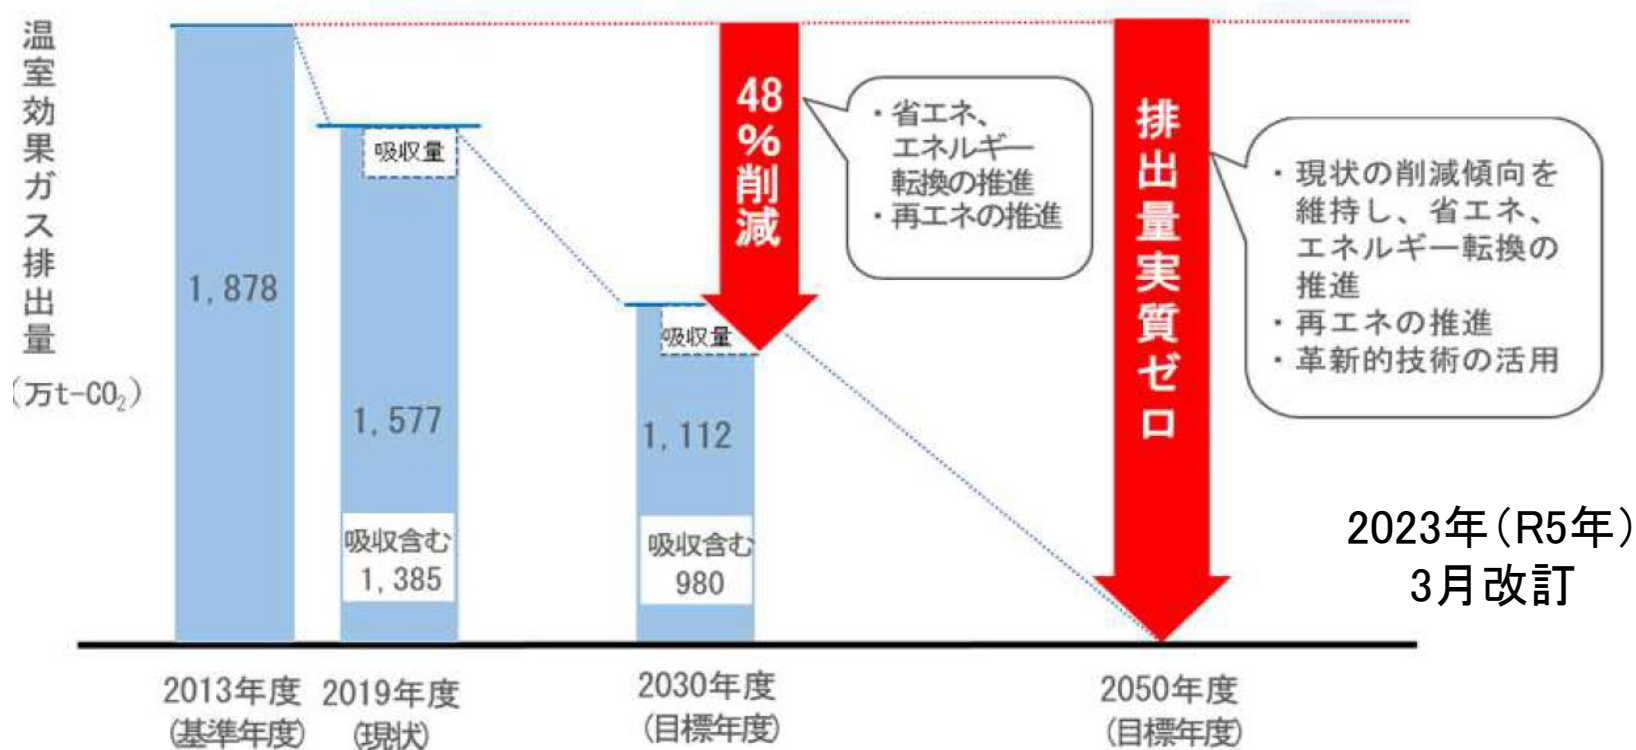 温室効果ガス排出量
(万t-CO₂)
1,878
吸収量
1,577
吸収含む
1,385
吸収量
1,112
吸収含む
980
48%削減
・省エネ、
エネルギー
転換の推進
・再エネの推進
排出量実質ゼロ
・現状の削減傾向を
維持し、省エネ、
エネルギー転換の
推進
・再エネの推進
・革新的技術の活用
2023年(R5年)
3月改訂
2013年度
(基準年度)
2019年度
(現状)
2030年度
(目標年度)
2050年度
(目標年度)